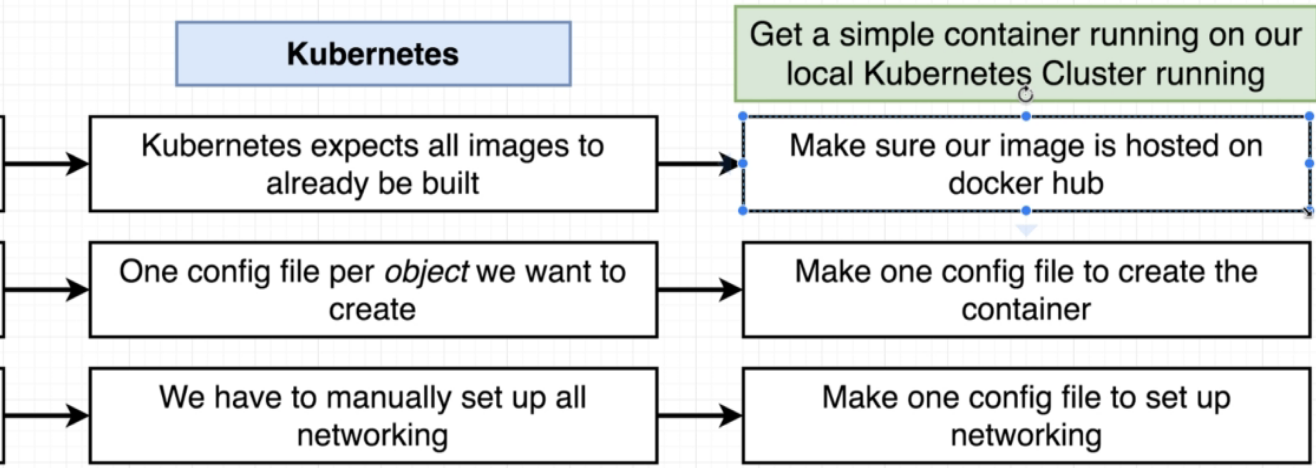 Kubernetes
Get a simple container running on our
local Kubernetes Cluster running
Kubernetes expects all images to
already be built
Make sure our image is hosted on
docker hub
One config file per object we want to
create
Make one config file to create the
container
We have to manually set up all
networking
Make one config file to set up
networking